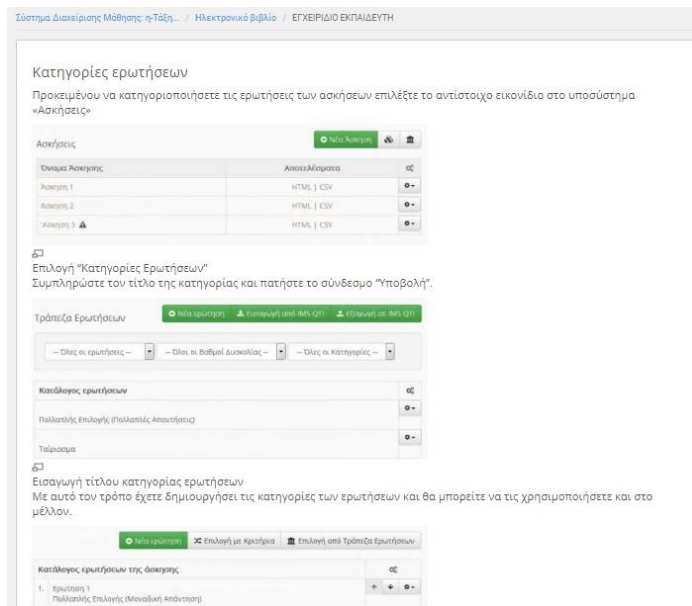 Σύστημα Διαχείρισης Μάθησης: η-Τάξη... / Ηλεκτρονικό βιβλίο / ΕΓΧΕΙΡΙΔΙΟ ΕΚΠΑΙΔΕΥΤΗ
Κατηγορίες ερωτήσεων
Προκειμένου να κατηγοριοποιήσετε τις ερωτήσεις των ασκήσεων επιλέξτε το αντίστοιχο εικονίδιο στο υποσύστημα
«Ασκήσεις»
Ασκήσεις Νέα Άσκηση
Όνομα Άσκησης Αποτελέσματα
Άσκηση 1 HTML | CSV
Άσκηση 2 HTML | CSV
'Ασκηση 3 HTML | CSV
Επιλογή "Κατηγορίες Ερωτήσεων"
Συμπληρώστε τον τίτλο της κατηγορίας και πατήστε το σύνδεσμο "Υποβολή".
Τράπεζα Ερωτήσεων Νέα ερώτηση Εισαγωγή από IMS QTI Εξαγωγή σε IMS QTI
-- Όλες οι ερωτήσεις -- -- Όλοι οι Βαθμοί Δυσκολίας -- -- Όλες οι Κατηγορίες --
Κατάλογος ερωτήσεων
Πολλαπλής Επιλογής (Πολλαπλές Απαντήσεις)
Ταίριασμα
Εισαγωγή τίτλου κατηγορίας ερωτήσεων
Με αυτό τον τρόπο έχετε δημιουργήσει τις κατηγορίες των ερωτήσεων και θα μπορείτε να τις χρησιμοποιήσετε και στο
μέλλον.
Νέα ερώτηση Επιλογή με Κριτήρια Επιλογή από Τράπεζα Ερωτήσεων
Κατάλογος ερωτήσεων της άσκησης
1. Ερώτηση 1
Πολλαπλής Επιλογής (Μοναδική Απάντηση)